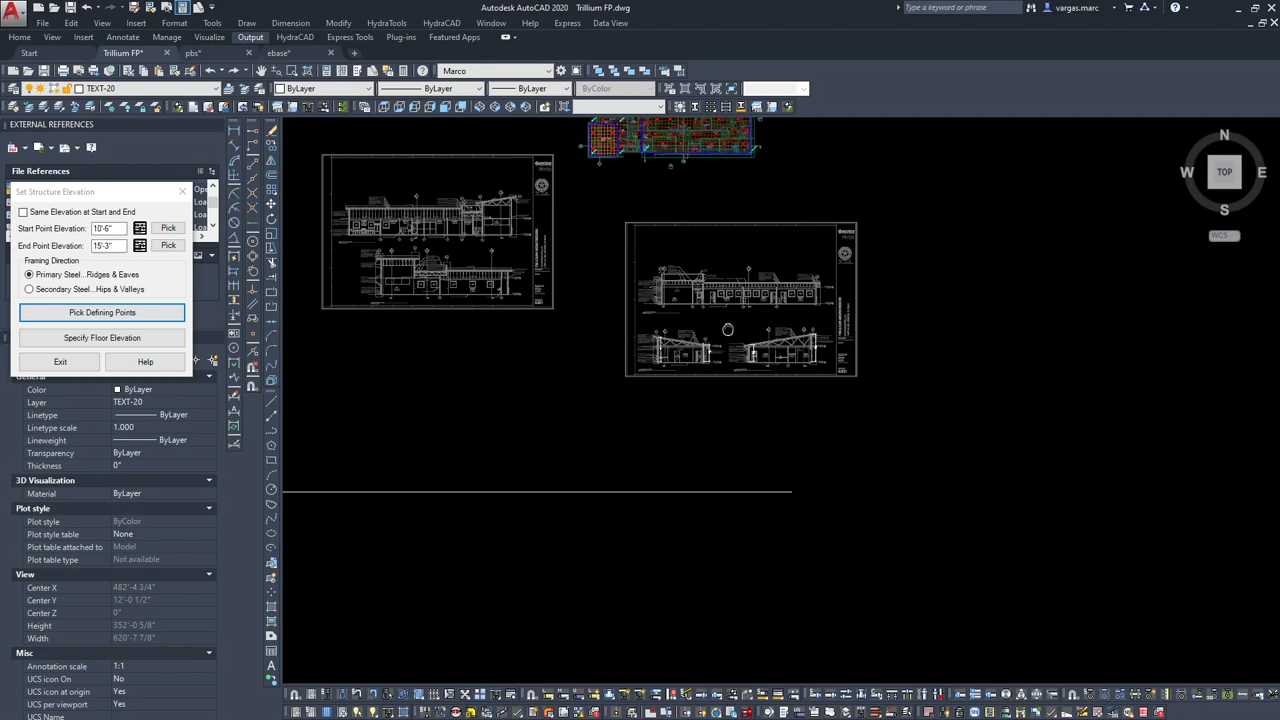 Autodesk AutoCAD 2020 Trillium FP.dwg
Type a keyword or phrase
vargas.marc
File Edit View Insert Format Tools Draw Dimension Modify HydraTools HydraCAD Window Help Express Data View
Home Insert Annotate Manage View Visualize Output HydraCAD Express Tools Plug-ins Featured Apps
Start Trillium FP* pbs* ebase*
Marco
TEXT-20 ByLayer ByLayer ByLayer ByColor
EXTERNAL REFERENCES
File References
Ope
Loa
Loa
Set Structure Elevation
Same Elevation at Start and End
Start Point Elevation: 10'-6" Pick
End Point Elevation: 15'-3" Pick
Framing Direction
Primary Steel...Ridges & Eaves
Secondary Steel...Hips & Valleys
Pick Defining Points
Specify Floor Elevation
Exit Help
General
Color ByLayer
Layer TEXT-20
Linetype ByLayer
Linetype scale 1.000
Lineweight ByLayer
Transparency ByLayer
Thickness 0"
3D Visualization
Material ByLayer
Plot style
Plot style ByColor
Plot style table None
Plot table attached to Model
Plot table type Not available
View
Center X 482'-4 3/4"
Center Y 12'-0 1/2"
Center Z 0"
Height 352'-0 5/8"
Width 620'-7 7/8"
Misc
Annotation scale 1:1
UCS icon On No
UCS icon at origin Yes
UCS per viewport Yes
UCS Name
N
W TOP E
S
WCS